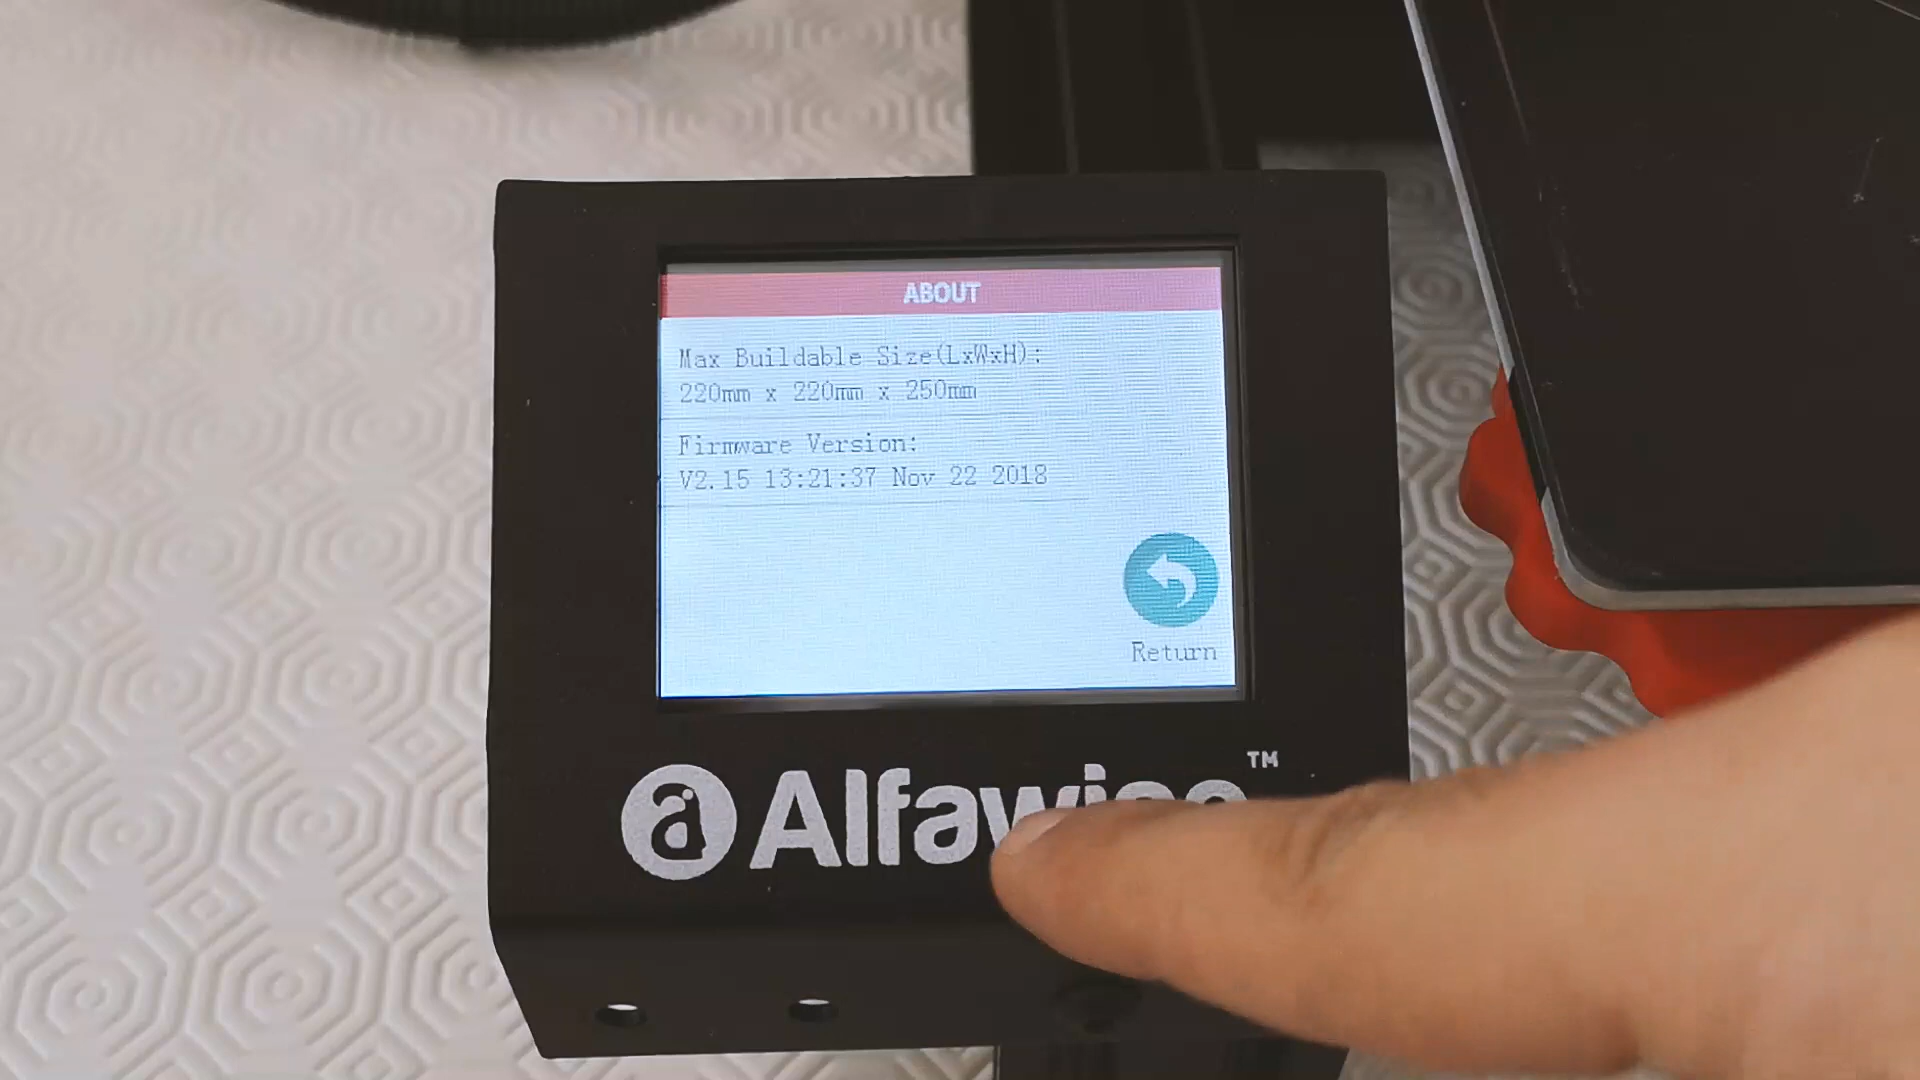 ABOUT
Max Buildable Size(LxWxH):
220mm x 220mm x 250mm
Firmware Version:
V2.15 13:21:37 Nov 22 2018
Return
Alfawise™